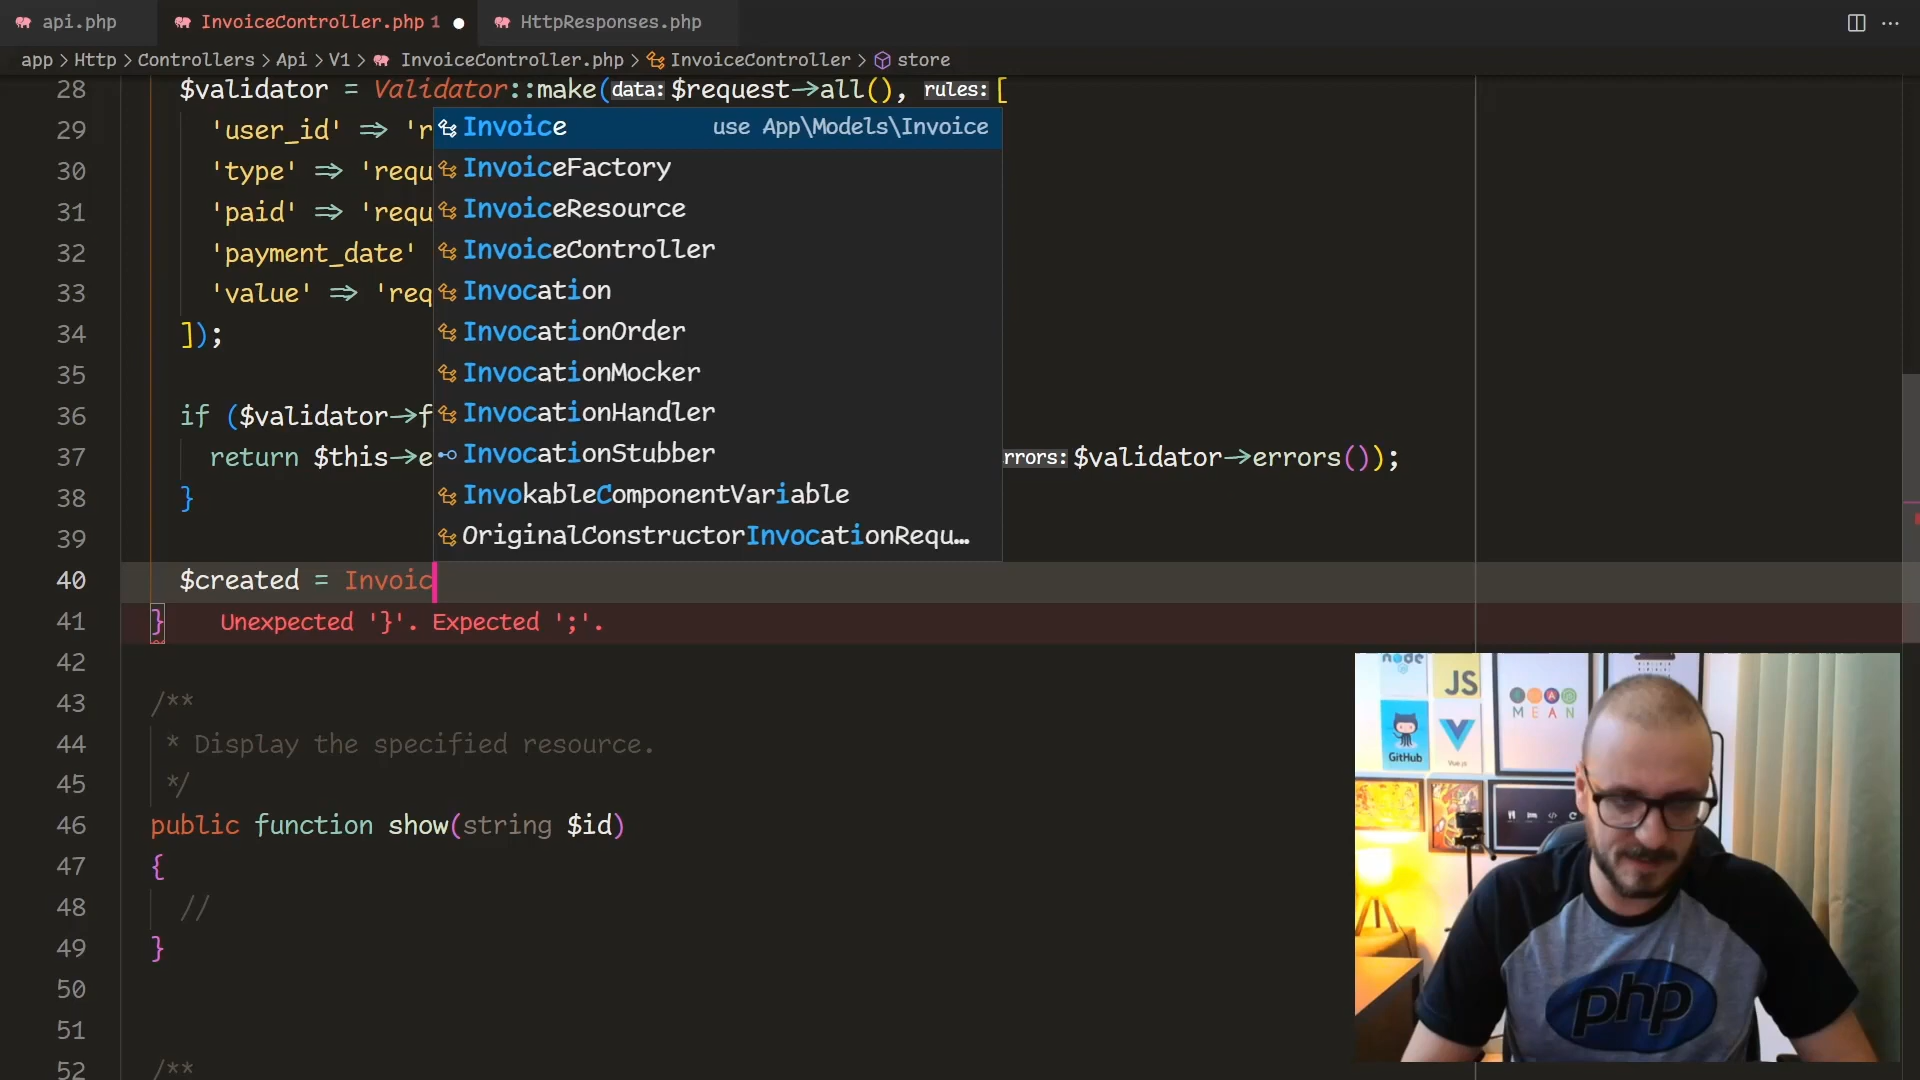 api.php
InvoiceController.php 1 ●
HttpResponses.php
app > Http > Controllers > Api > V1 > InvoiceController.php > InvoiceController > store
28 $validator = Validator::make(data: $request→all(), rules: [
29 'user_id' ⇒ 'r
30 'type' ⇒ 'requ
31 'paid' ⇒ 'requ
32 'payment_date'
33 'value' ⇒ 'req
34 ]);
35
36 if ($validator→f
37 return $this→e rrors: $validator→errors());
38 }
39
40 $created = Invoic
41 } Unexpected '}'. Expected ';'.
42
43 /**
44 * Display the specified resource.
45 */
46 public function show(string $id)
47 {
48 //
49 }
50
51
52 /**
Invoice use App\Models\Invoice
InvoiceFactory
InvoiceResource
InvoiceController
Invocation
InvocationOrder
InvocationMocker
InvocationHandler
InvocationStubber
InvokableComponentVariable
OriginalConstructorInvocationRequ…
node
JS
MEAN
GitHub
Vue.js
php